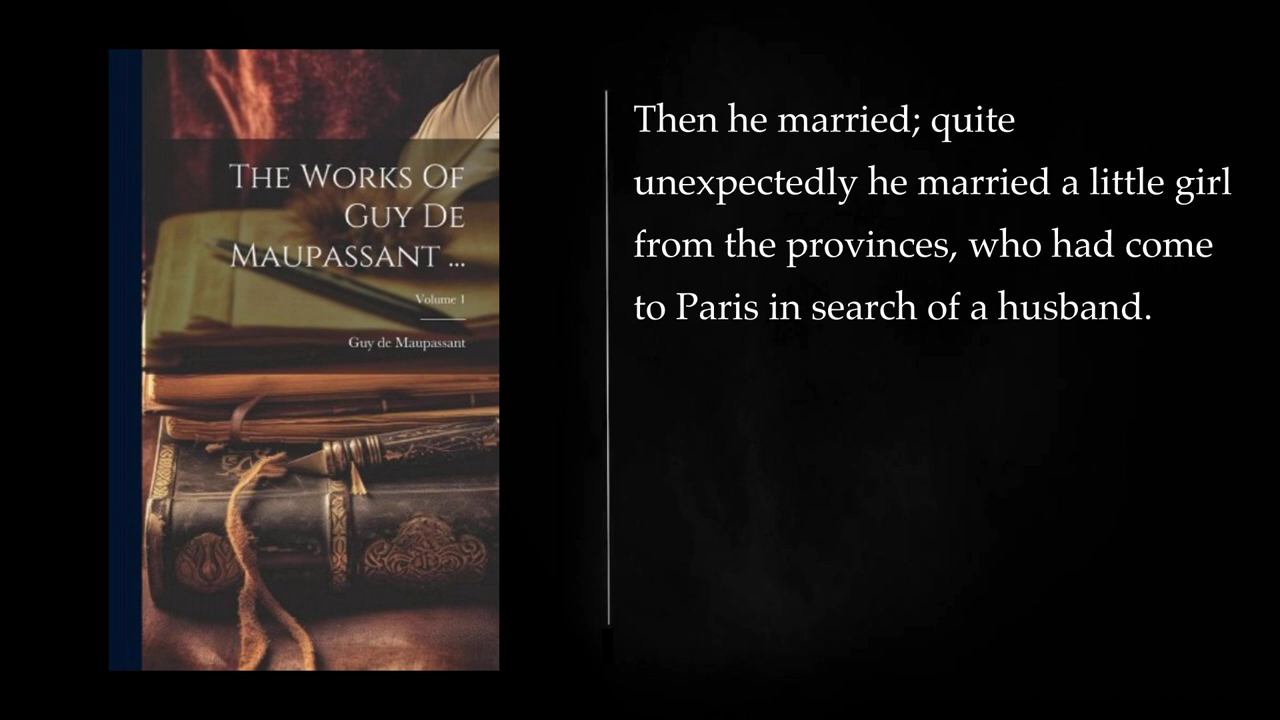 The Works Of
Guy De
Maupassant ...
Volume 1
Guy de Maupassant
Then he married; quite
unexpectedly he married a little girl
from the provinces, who had come
to Paris in search of a husband.